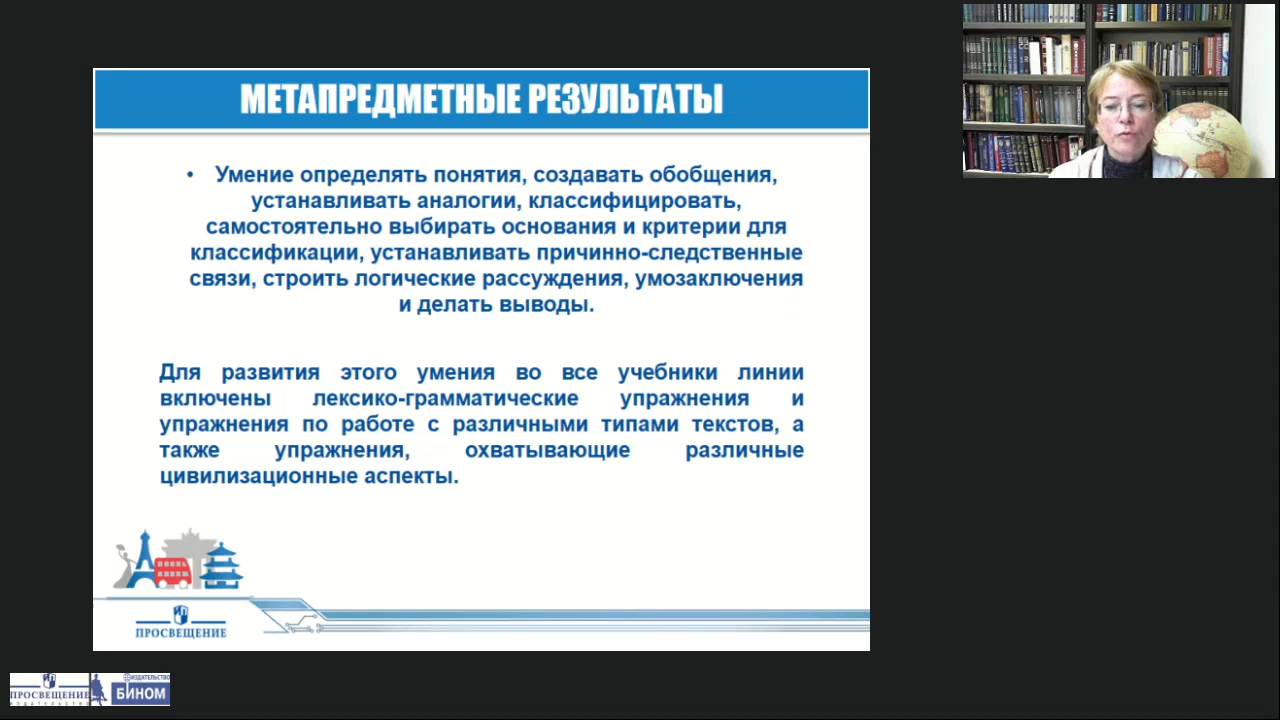 МЕТАПРЕДМЕТНЫЕ РЕЗУЛЬТАТЫ
• Умение определять понятия, создавать обобщения,
устанавливать аналогии, классифицировать,
самостоятельно выбирать основания и критерии для
классификации, устанавливать причинно-следственные
связи, строить логические рассуждения, умозаключения
и делать выводы.
Для развития этого умения во все учебники линии
включены лексико-грамматические упражнения и
упражнения по работе с различными типами текстов, а
также упражнения, охватывающие различные
цивилизационные аспекты.
ПРОСВЕЩЕНИЕ
ПРОСВЕЩЕНИЕ
ИЗДАТЕЛЬСТВО
ИЗДАТЕЛЬСТВО
БИНОМ